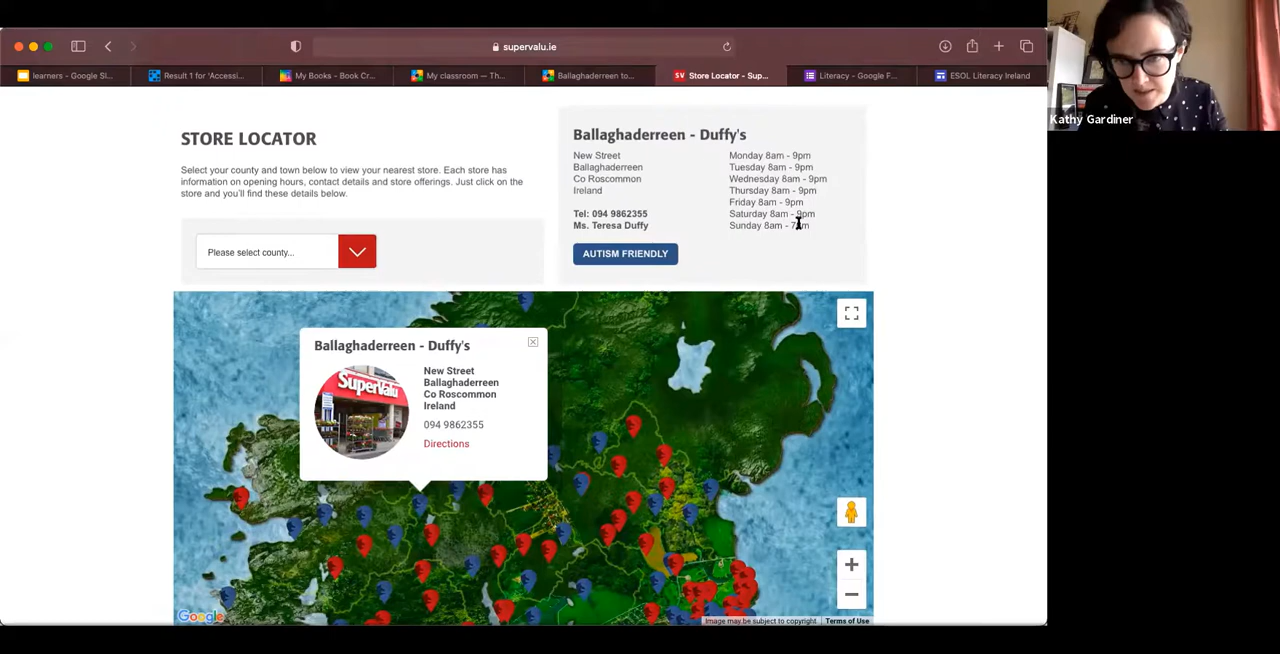 supervalu.ie
learners - Google Sl...
Result 1 for 'Accessi...
My Books - Book Cr...
My classroom — Th...
Ballaghaderreen to...
SV Store Locator - Sup...
Literacy - Google F...
ESOL Literacy Ireland
Kathy Gardiner
STORE LOCATOR
Select your county and town below to view your nearest store. Each store has
information on opening hours, contact details and store offerings. Just click on the
store and you'll find these details below.
Please select county...
Ballaghaderreen - Duffy's
New Street
Ballaghaderreen
Co Roscommon
Ireland
Tel: 094 9862355
Ms. Teresa Duffy
Monday 8am - 9pm
Tuesday 8am - 9pm
Wednesday 8am - 9pm
Thursday 8am - 9pm
Friday 8am - 9pm
Saturday 8am - 9pm
Sunday 8am - 7pm
AUTISM FRIENDLY
Ballaghaderreen - Duffy's
SuperValu
New Street
Ballaghaderreen
Co Roscommon
Ireland
094 9862355
Directions
Google
Image may be subject to copyright
Terms of Use